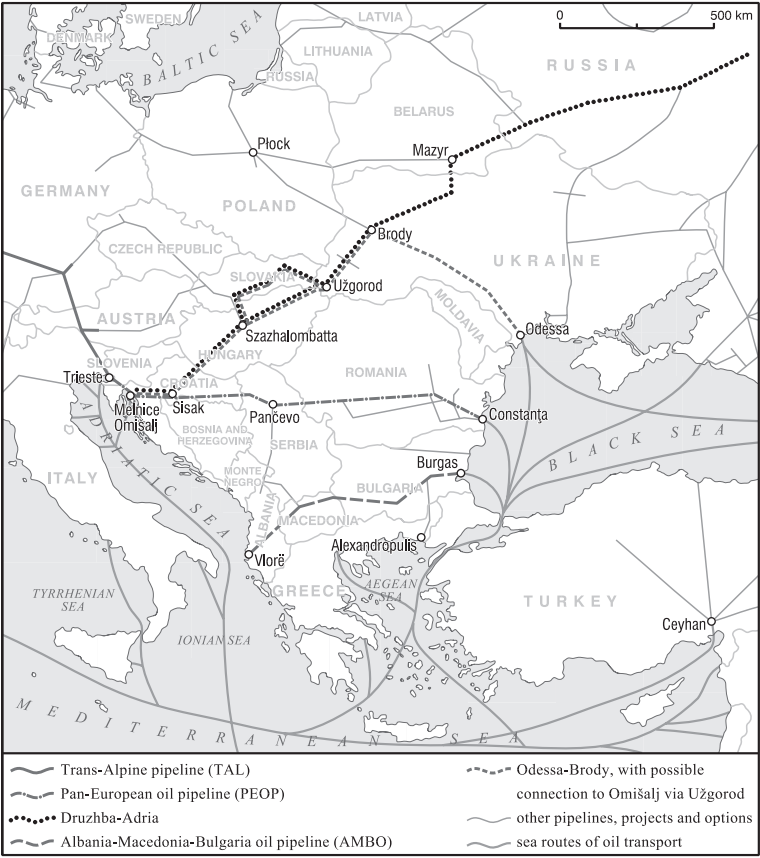 SWEDEN
LATVIA
DENMARK
BALTIC SEA
LITHUANIA
RUSSIA
0 500 km
RUSSIA
BELARUS
Płock
Mazyr
GERMANY
POLAND
Brody
CZECH REPUBLIC
UKRAINE
SLOVAKIA
Užgorod
MOLDAVIA
AUSTRIA
Szazhalombatta
Odessa
HUNGARY
SLOVENIA
Trieste
CROATIA
ROMANIA
Melnice
Omisalj
Sisak
Pančevo
Constanţa
BOSNIA AND
HERZEGOVINA
SERBIA
BLACK SEA
ADRIATIC SEA
ITALY
MONTE
NEGRO
Burgas
BULGARIA
ALBANIA
MACEDONIA
Vlorë
Alexandropulis
GREECE
AEGEAN
SEA
TYRRHENIAN
SEA
TURKEY
Ceyhan
IONIAN SEA
MEDITERRANEAN SEA
Trans-Alpine pipeline (TAL)
Pan-European oil pipeline (PEOP)
Druzhba-Adria
Albania-Macedonia-Bulgaria oil pipeline (AMBO)
Odessa-Brody, with possible
connection to Omišalj via Užgorod
other pipelines, projects and options
sea routes of oil transport